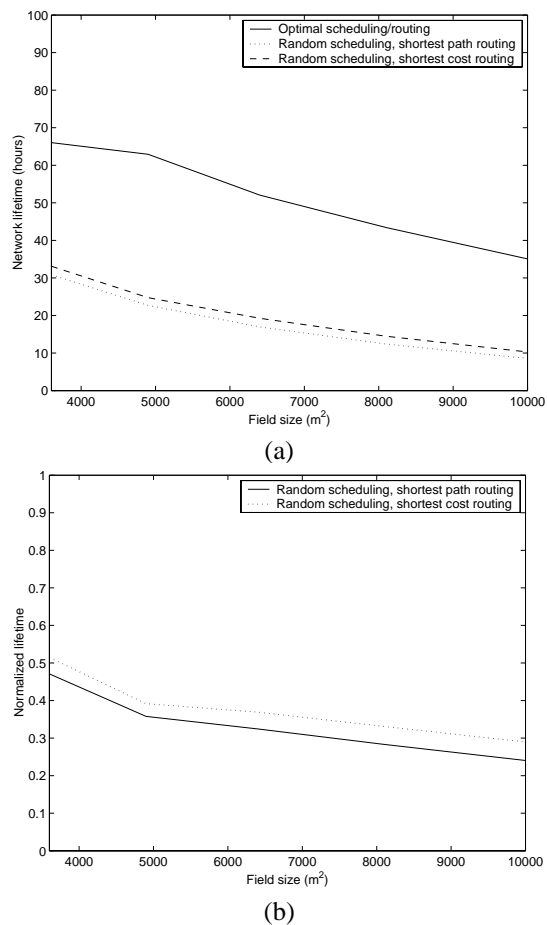 100
90
80
70
60
50
40
30
20
10
0
Network lifetime (hours)
Optimal scheduling/routing
Random scheduling, shortest path routing
Random scheduling, shortest cost routing
4000 5000 6000 7000 8000 9000 10000
Field size (m²)
(a)
1
0.9
0.8
0.7
0.6
0.5
0.4
0.3
0.2
0.1
0
Normalized lifetime
Random scheduling, shortest path routing
Random scheduling, shortest cost routing
4000 5000 6000 7000 8000 9000 10000
Field size (m²)
(b)